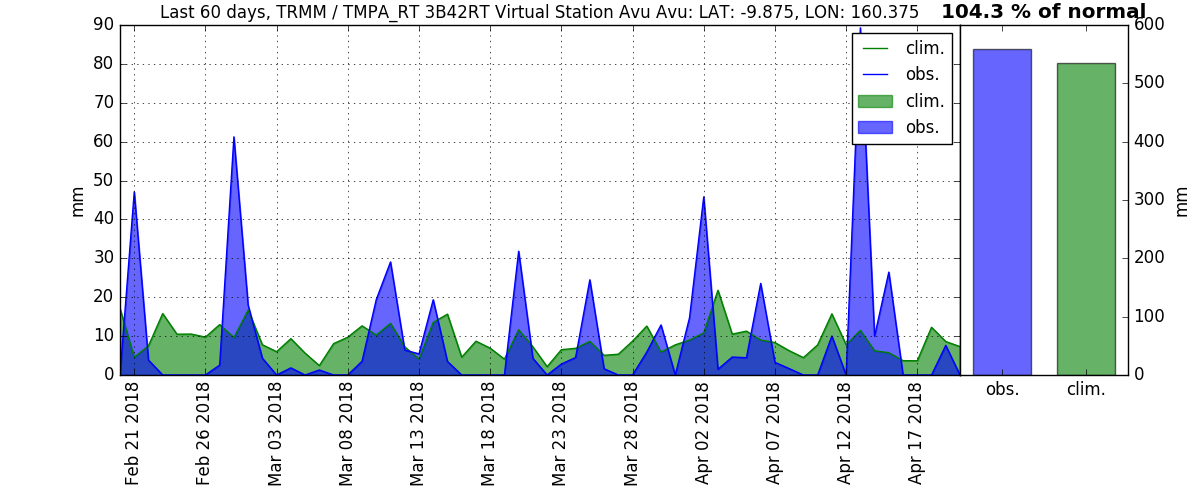 Last 60 days, TRMM / TMPA_RT 3B42RT Virtual Station Avu Avu: LAT: -9.875, LON: 160.375
104.3 % of normal
90
80
70
60
50
40
30
20
10
0
mm
clim.
obs.
clim.
obs.
600
500
400
300
200
100
0
mm
obs.
clim.
Feb 21 2018
Feb 26 2018
Mar 03 2018
Mar 08 2018
Mar 13 2018
Mar 18 2018
Mar 23 2018
Mar 28 2018
Apr 02 2018
Apr 07 2018
Apr 12 2018
Apr 17 2018